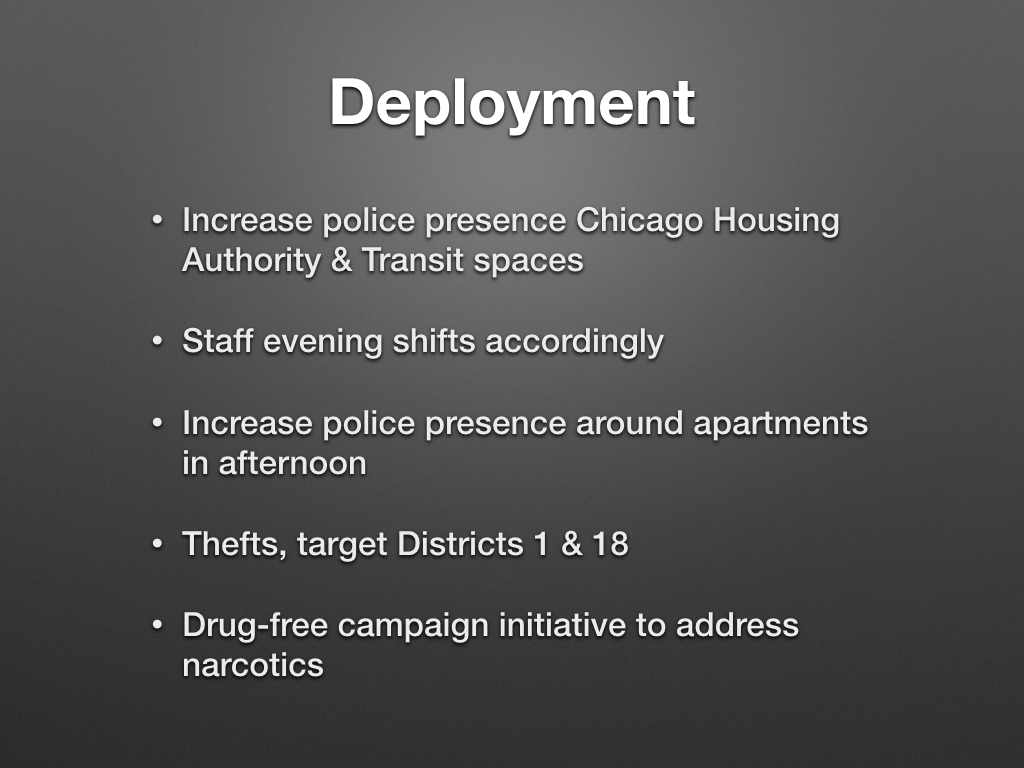 Deployment
• Increase police presence Chicago Housing
Authority & Transit spaces
• Staff evening shifts accordingly
• Increase police presence around apartments
in afternoon
• Thefts, target Districts 1 & 18
• Drug-free campaign initiative to address
narcotics